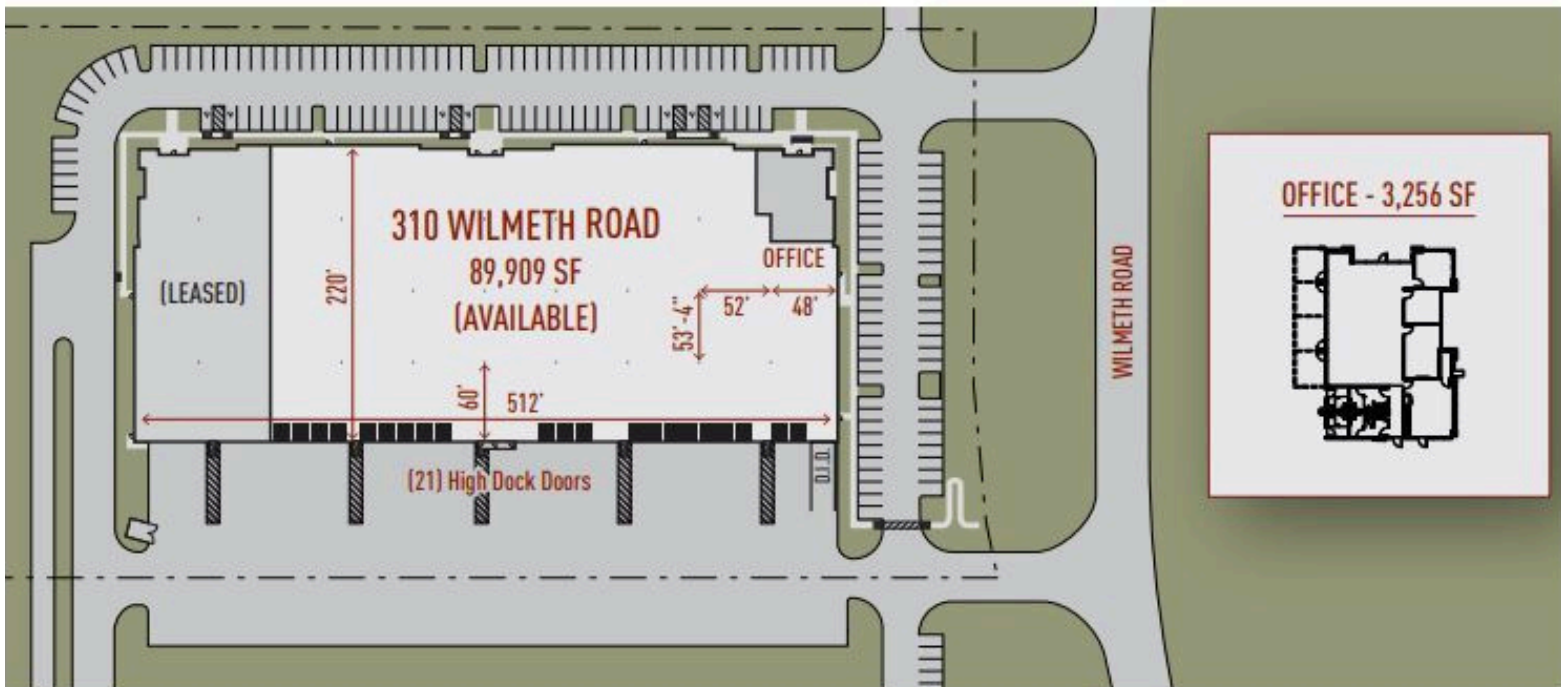 310 WILMETH ROAD
89,909 SF
(AVAILABLE)
(LEASED)
220'
OFFICE
52'
48'
53'-4"
60'
512'
(21) High Dock Doors
D.I.D.
WILMETH ROAD
OFFICE - 3,256 SF